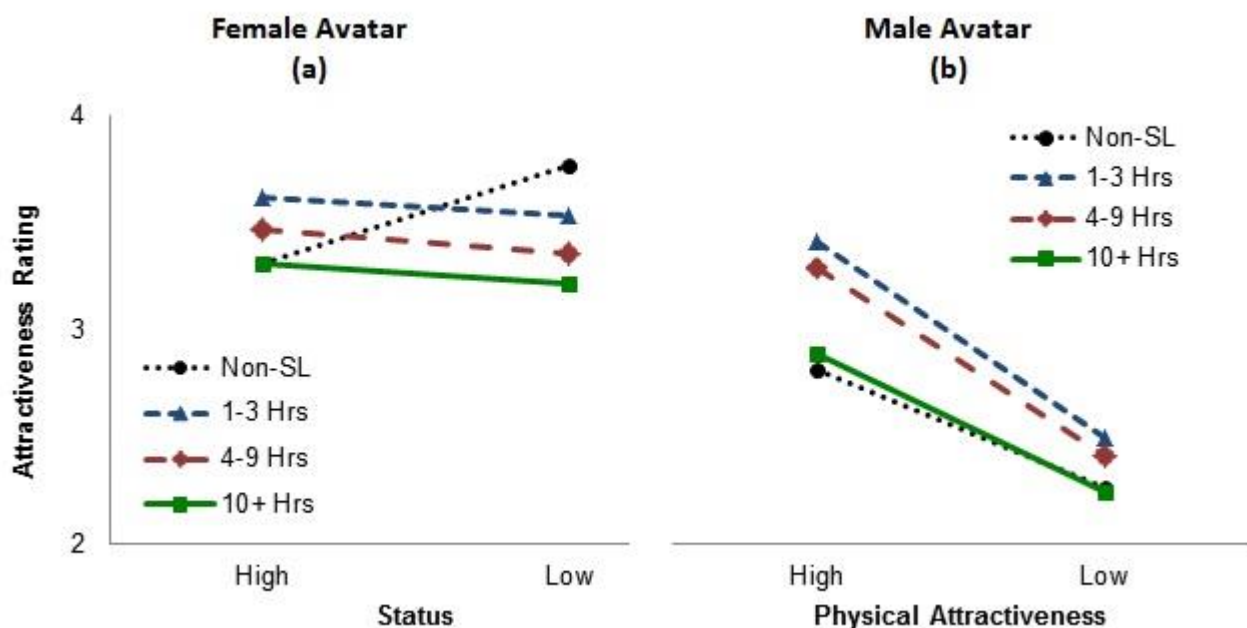 Female Avatar
(a)
Male Avatar
(b)
Attractiveness Rating
4
3
2
Non-SL
1-3 Hrs
4-9 Hrs
10+ Hrs
High
Low
Status
Non-SL
1-3 Hrs
4-9 Hrs
10+ Hrs
High
Low
Physical Attractiveness